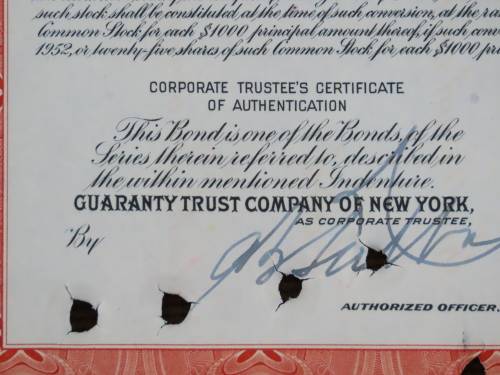 such stock shall be constituted, at the time of such conversion, at the
Common Stock for each $1000 principal amount thereof, if such
1952, or twenty-five shares of such Common Stock for each $1000
CORPORATE TRUSTEE'S CERTIFICATE
OF AUTHENTICATION
This Bond is one of the Bonds, of the
Series therein referred to, described in
the within mentioned Indenture.
GUARANTY TRUST COMPANY OF NEW YORK,
AS CORPORATE TRUSTEE,
By
AUTHORIZED OFFICER.